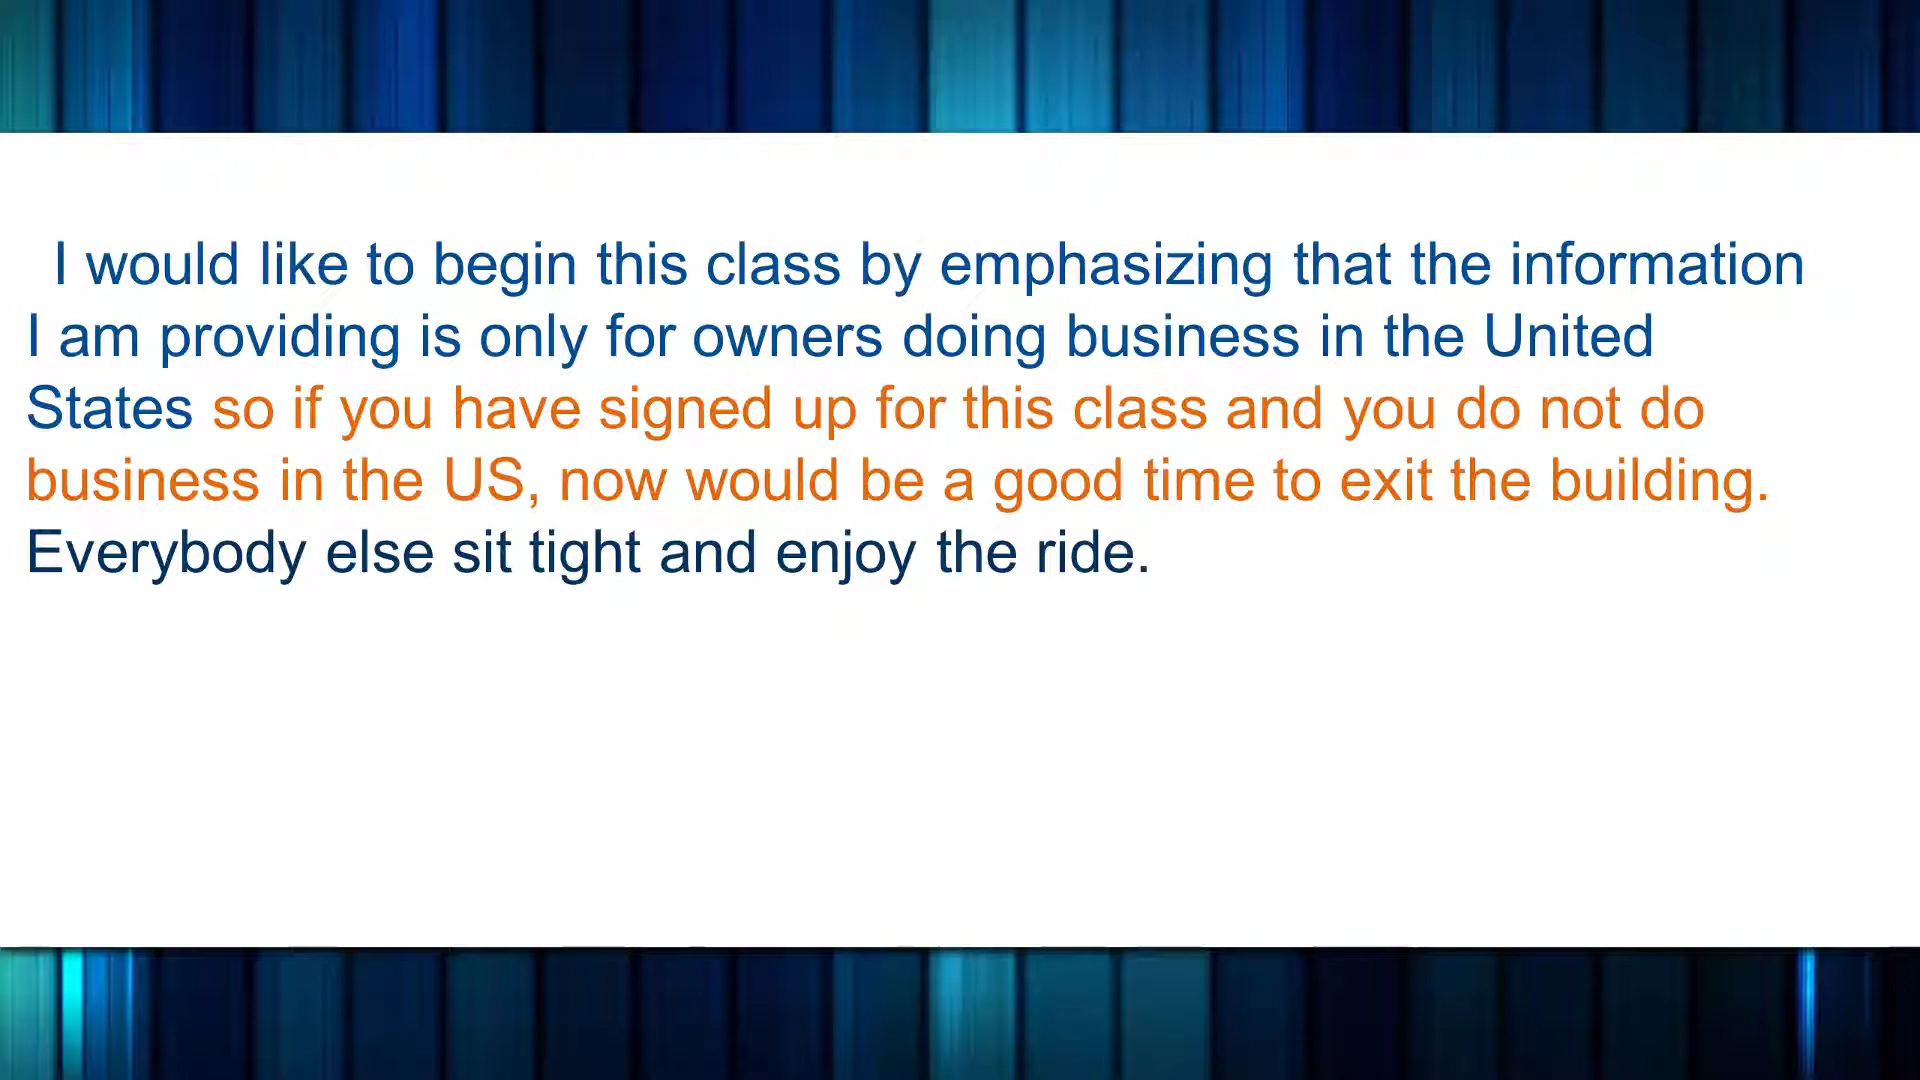 I would like to begin this class by emphasizing that the information
I am providing is only for owners doing business in the United
States so if you have signed up for this class and you do not do
business in the US, now would be a good time to exit the building.
Everybody else sit tight and enjoy the ride.